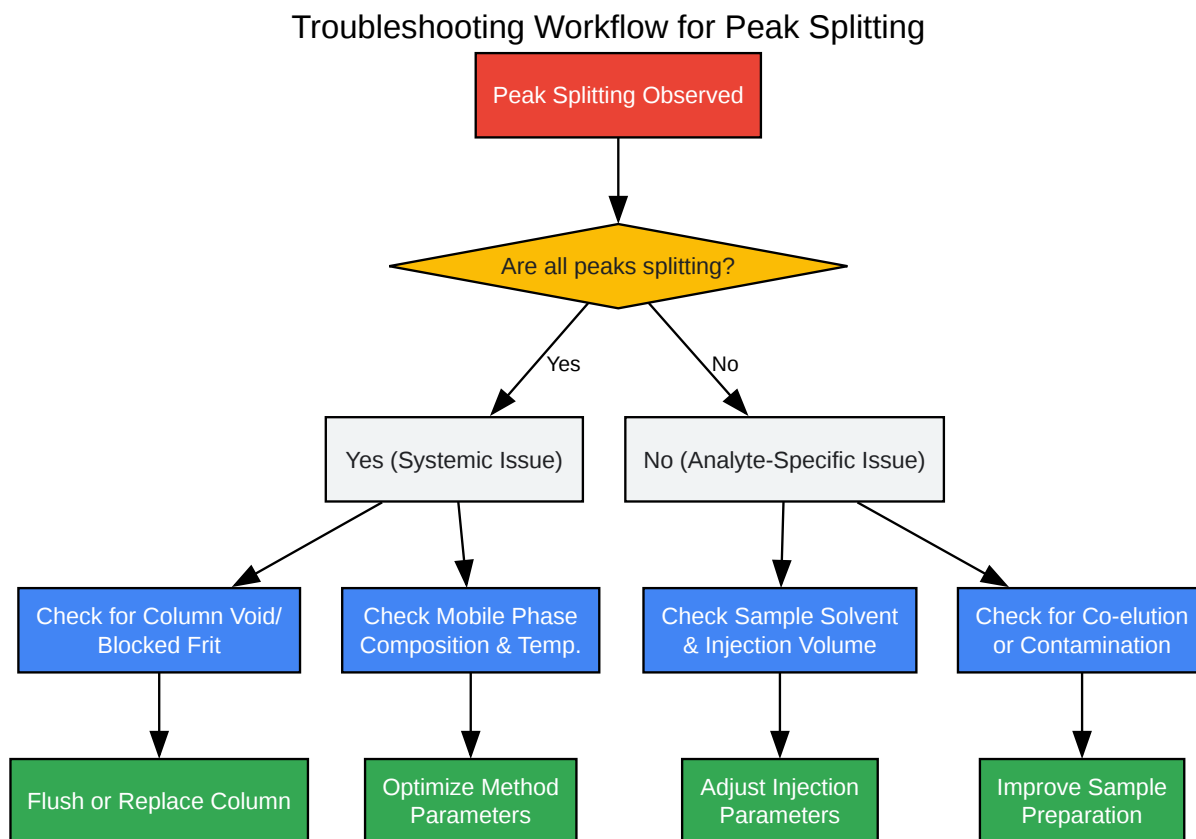 Troubleshooting Workflow for Peak Splitting
Peak Splitting Observed
Are all peaks splitting?
Yes
No
Yes (Systemic Issue)
No (Analyte-Specific Issue)
Check for Column Void/
Blocked Frit
Check Mobile Phase
Composition & Temp.
Check Sample Solvent
& Injection Volume
Check for Co-elution
or Contamination
Flush or Replace Column
Optimize Method
Parameters
Adjust Injection
Parameters
Improve Sample
Preparation